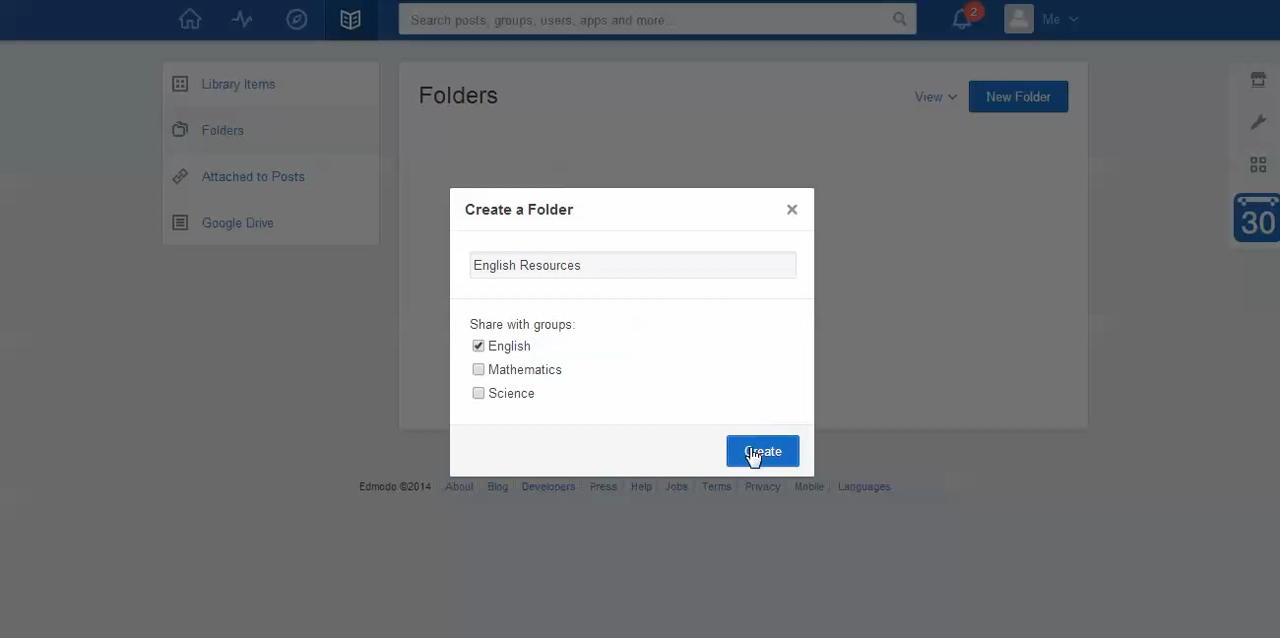 Search posts, groups, users, apps and more...
2
Me
Library Items
Folders
Attached to Posts
Google Drive
Folders
View
New Folder
30
Create a Folder
English Resources
Share with groups:
English
Mathematics
Science
Create
Edmodo ©2014 About Blog Developers Press Help Jobs Terms Privacy Mobile Languages